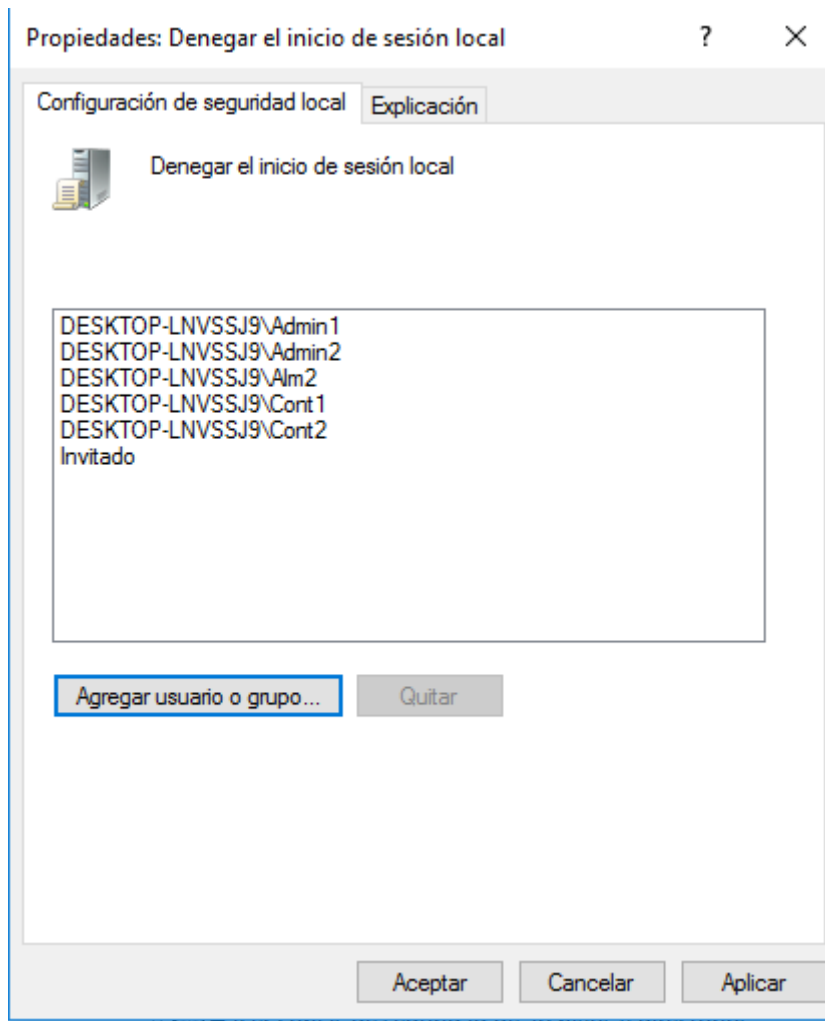 Propiedades: Denegar el inicio de sesión local
?
Configuración de seguridad local
Explicación
Denegar el inicio de sesión local
DESKTOP-LNVSSJ9\Admin1
DESKTOP-LNVSSJ9\Admin2
DESKTOP-LNVSSJ9\Alm2
DESKTOP-LNVSSJ9\Cont1
DESKTOP-LNVSSJ9\Cont2
Invitado
Agregar usuario o grupo...
Quitar
Aceptar
Cancelar
Aplicar